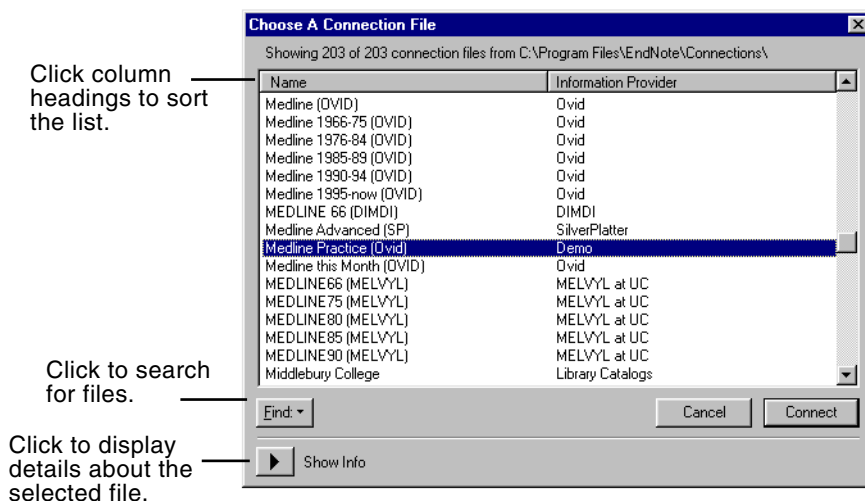 Choose A Connection File
Showing 203 of 203 connection files from C:\Program Files\EndNote\Connections\
Click column
headings to sort
the list.
Name Information Provider
Medline (OVID) Ovid
Medline 1966-75 (OVID) Ovid
Medline 1976-84 (OVID) Ovid
Medline 1985-89 (OVID) Ovid
Medline 1990-94 (OVID) Ovid
Medline 1995-now (OVID) Ovid
MEDLINE 66 (DIMDI) DIMDI
Medline Advanced (SP) SilverPlatter
Medline Practice (Ovid) Demo
Medline this Month (OVID) Ovid
MEDLINE66 (MELVYL) MELVYL at UC
MEDLINE75 (MELVYL) MELVYL at UC
MEDLINE80 (MELVYL) MELVYL at UC
MEDLINE85 (MELVYL) MELVYL at UC
MEDLINE90 (MELVYL) MELVYL at UC
Middlebury College Library Catalogs
Click to search
for files.
Find: Cancel Connect
Click to display
details about the
selected file.
Show Info